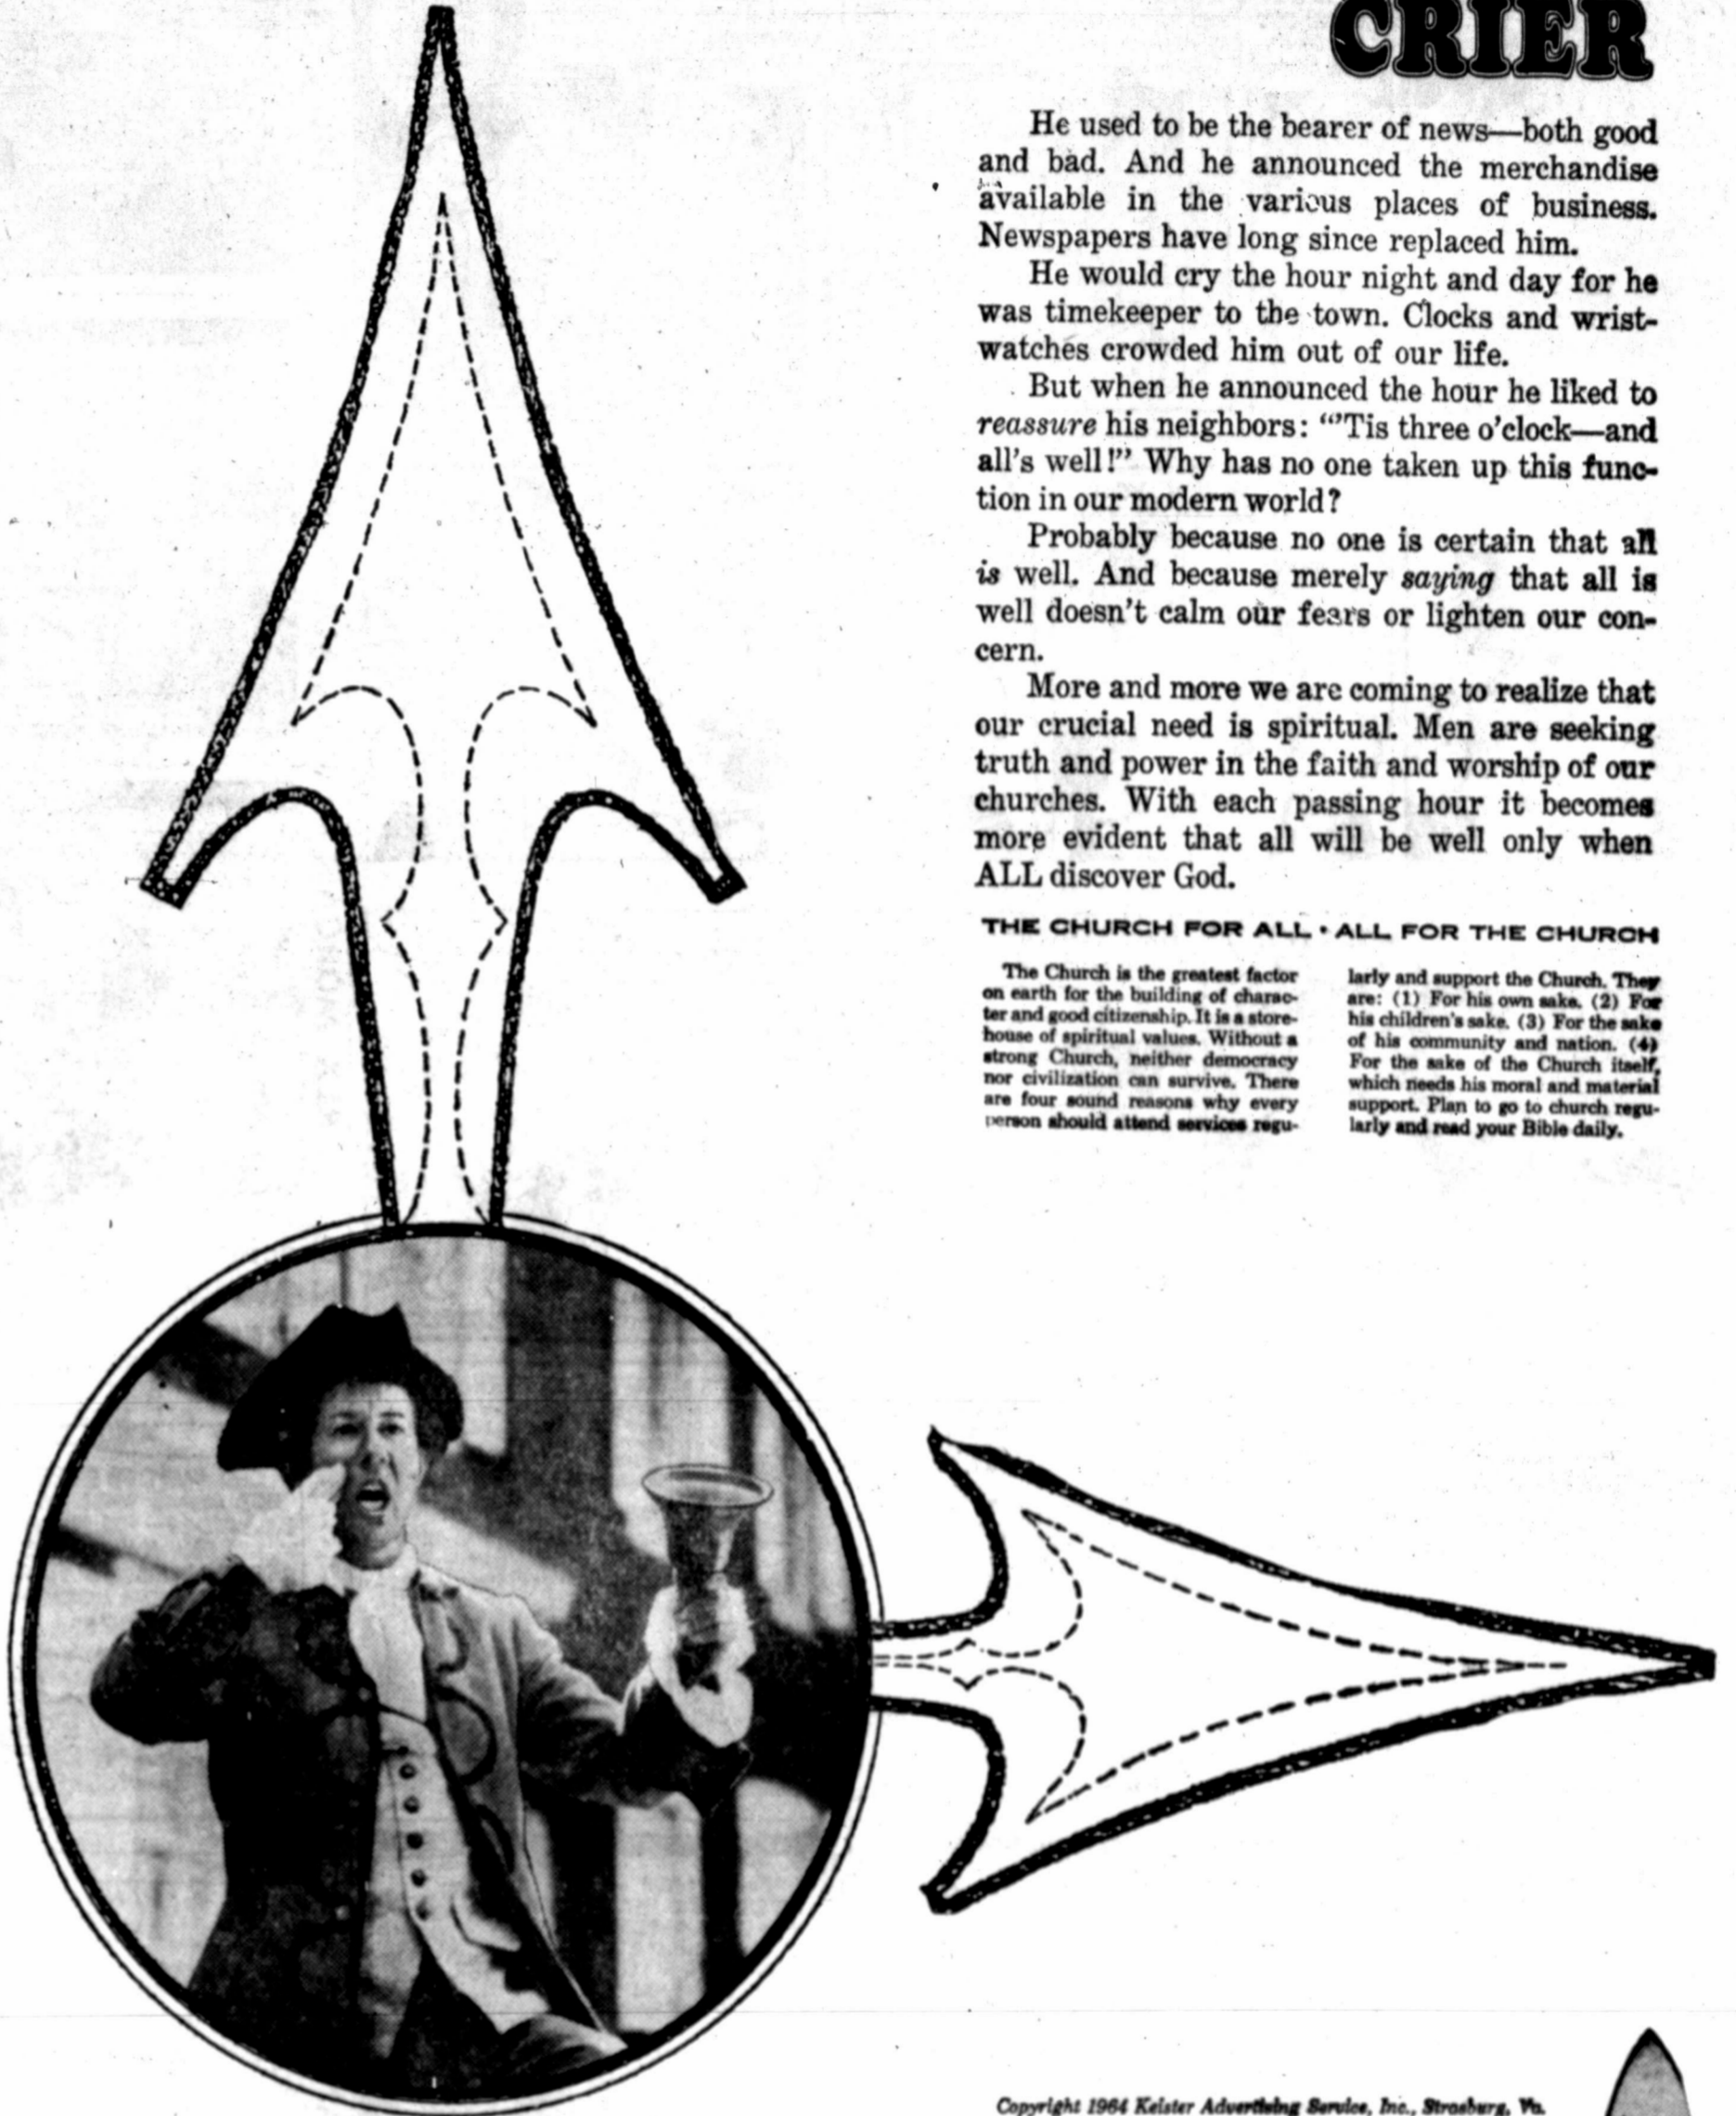 CRIER
He used to be the bearer of news—both good
and bad. And he announced the merchandise
available in the various places of business.
Newspapers have long since replaced him.
He would cry the hour night and day for he
was timekeeper to the town. Clocks and wrist-
watches crowded him out of our life.
But when he announced the hour he liked to
reassure his neighbors: "'Tis three o'clock—and
all's well!" Why has no one taken up this func-
tion in our modern world?
Probably because no one is certain that all
is well. And because merely saying that all is
well doesn't calm our fears or lighten our con-
cern.
More and more we are coming to realize that
our crucial need is spiritual. Men are seeking
truth and power in the faith and worship of our
churches. With each passing hour it becomes
more evident that all will be well only when
ALL discover God.
THE CHURCH FOR ALL • ALL FOR THE CHURCH
The Church is the greatest factor
on earth for the building of charac-
ter and good citizenship. It is a store-
house of spiritual values. Without a
strong Church, neither democracy
nor civilization can survive. There
are four sound reasons why every
person should attend services regu-
larly and support the Church. They
are: (1) For his own sake. (2) For
his children's sake. (3) For the sake
of his community and nation. (4)
For the sake of the Church itself,
which needs his moral and material
support. Plan to go to church regu-
larly and read your Bible daily.
Copyright 1964 Keister Advertising Service, Inc., Strasburg, Va.